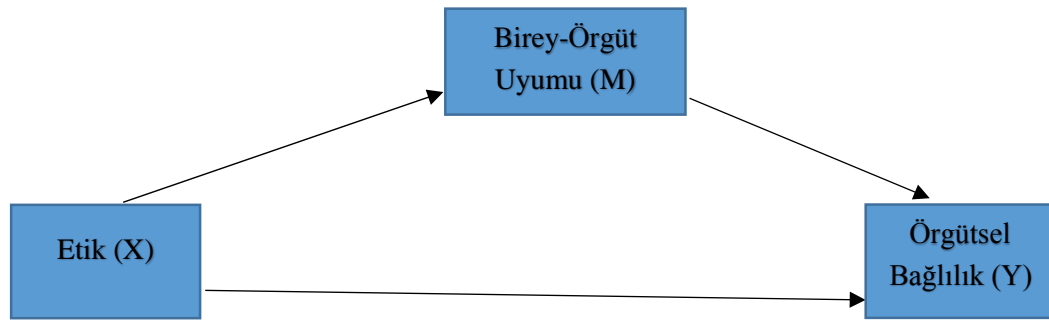 Birey-Örgüt
Uyumu (M)
Etik (X)
Örgütsel
Bağlılık (Y)